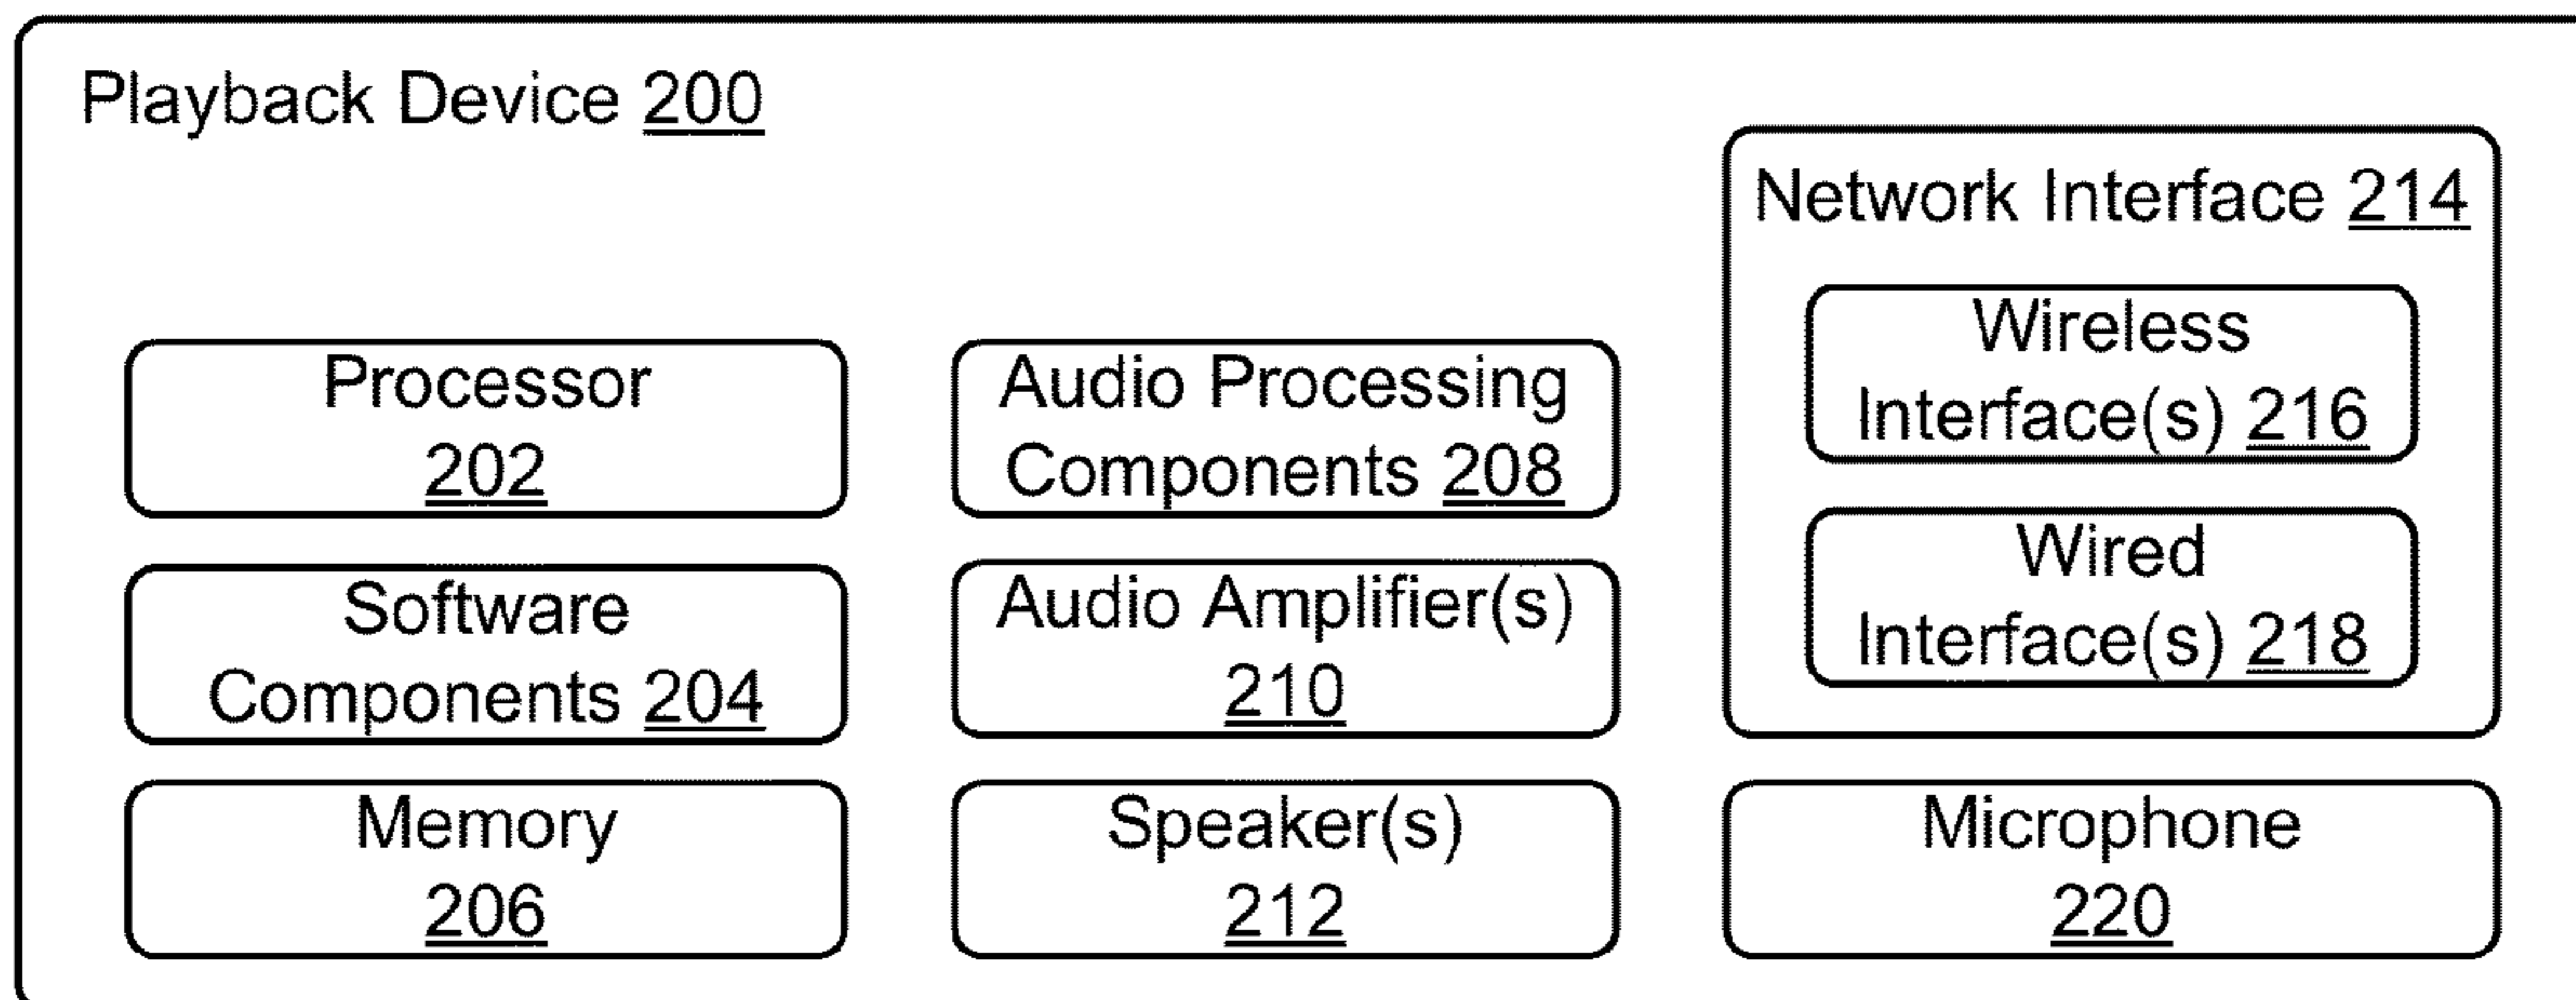 Playback Device 200
Processor
202
Software
Components 204
Memory
206
Audio Processing
Components 208
Audio Amplifier(s)
210
Speaker(s)
212
Network Interface 214
Wireless
Interface(s) 216
Wired
Interface(s) 218
Microphone
220